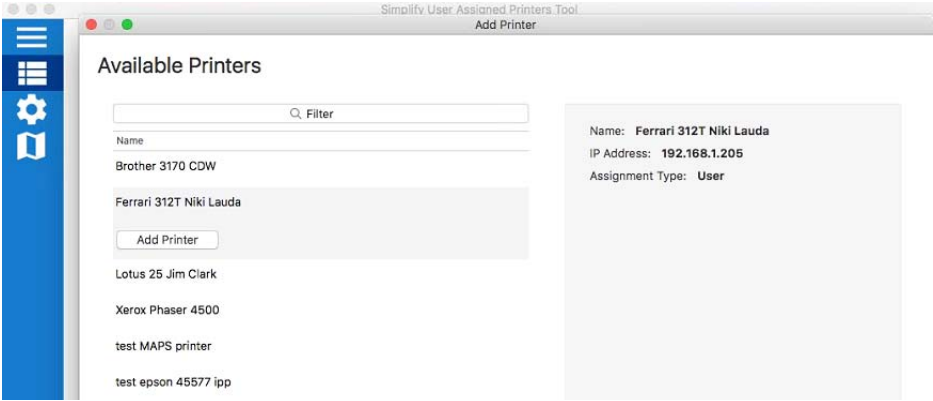 Simplify User Assigned Printers Tool
Add Printer
Available Printers
Filter
Name
Brother 3170 CDW
Ferrari 312T Niki Lauda
Add Printer
Lotus 25 Jim Clark
Xerox Phaser 4500
test MAPS printer
test epson 45577 ipp
Name: Ferrari 312T Niki Lauda
IP Address: 192.168.1.205
Assignment Type: User